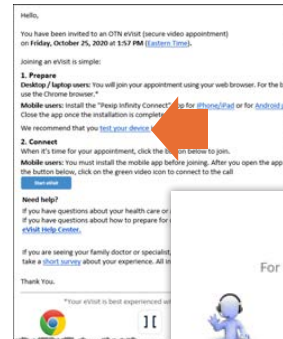 Hello,
You have been invited to an OTN eVisit (secure video appointment)
on Friday, October 25, 2020 at 1:57 PM (Eastern Time).
Joining an eVisit is simple:
1. Prepare
Desktop / laptop users: You will join your appointment using your web browser. For the b
use the Chrome browser.*
Mobile users: Install the "Pexip Infinity Connect" app for iPhone/iPad or for Android
Close the app once the installation is complete
We recommend that you test your device
2. Connect
When it's time for your appointment, click the button below to join.
Mobile users: You must install the mobile app before joining. After you open the app
the button below, click on the green video icon to connect to the call
Start eVisit
Need help?
If you have questions about your health care or
If you have questions about how to prepare for
eVisit Help Center.
If you are seeing your family doctor or specialist,
take a short survey about your experience. All in
Thank You.
*Your eVisit is best experienced wi
For